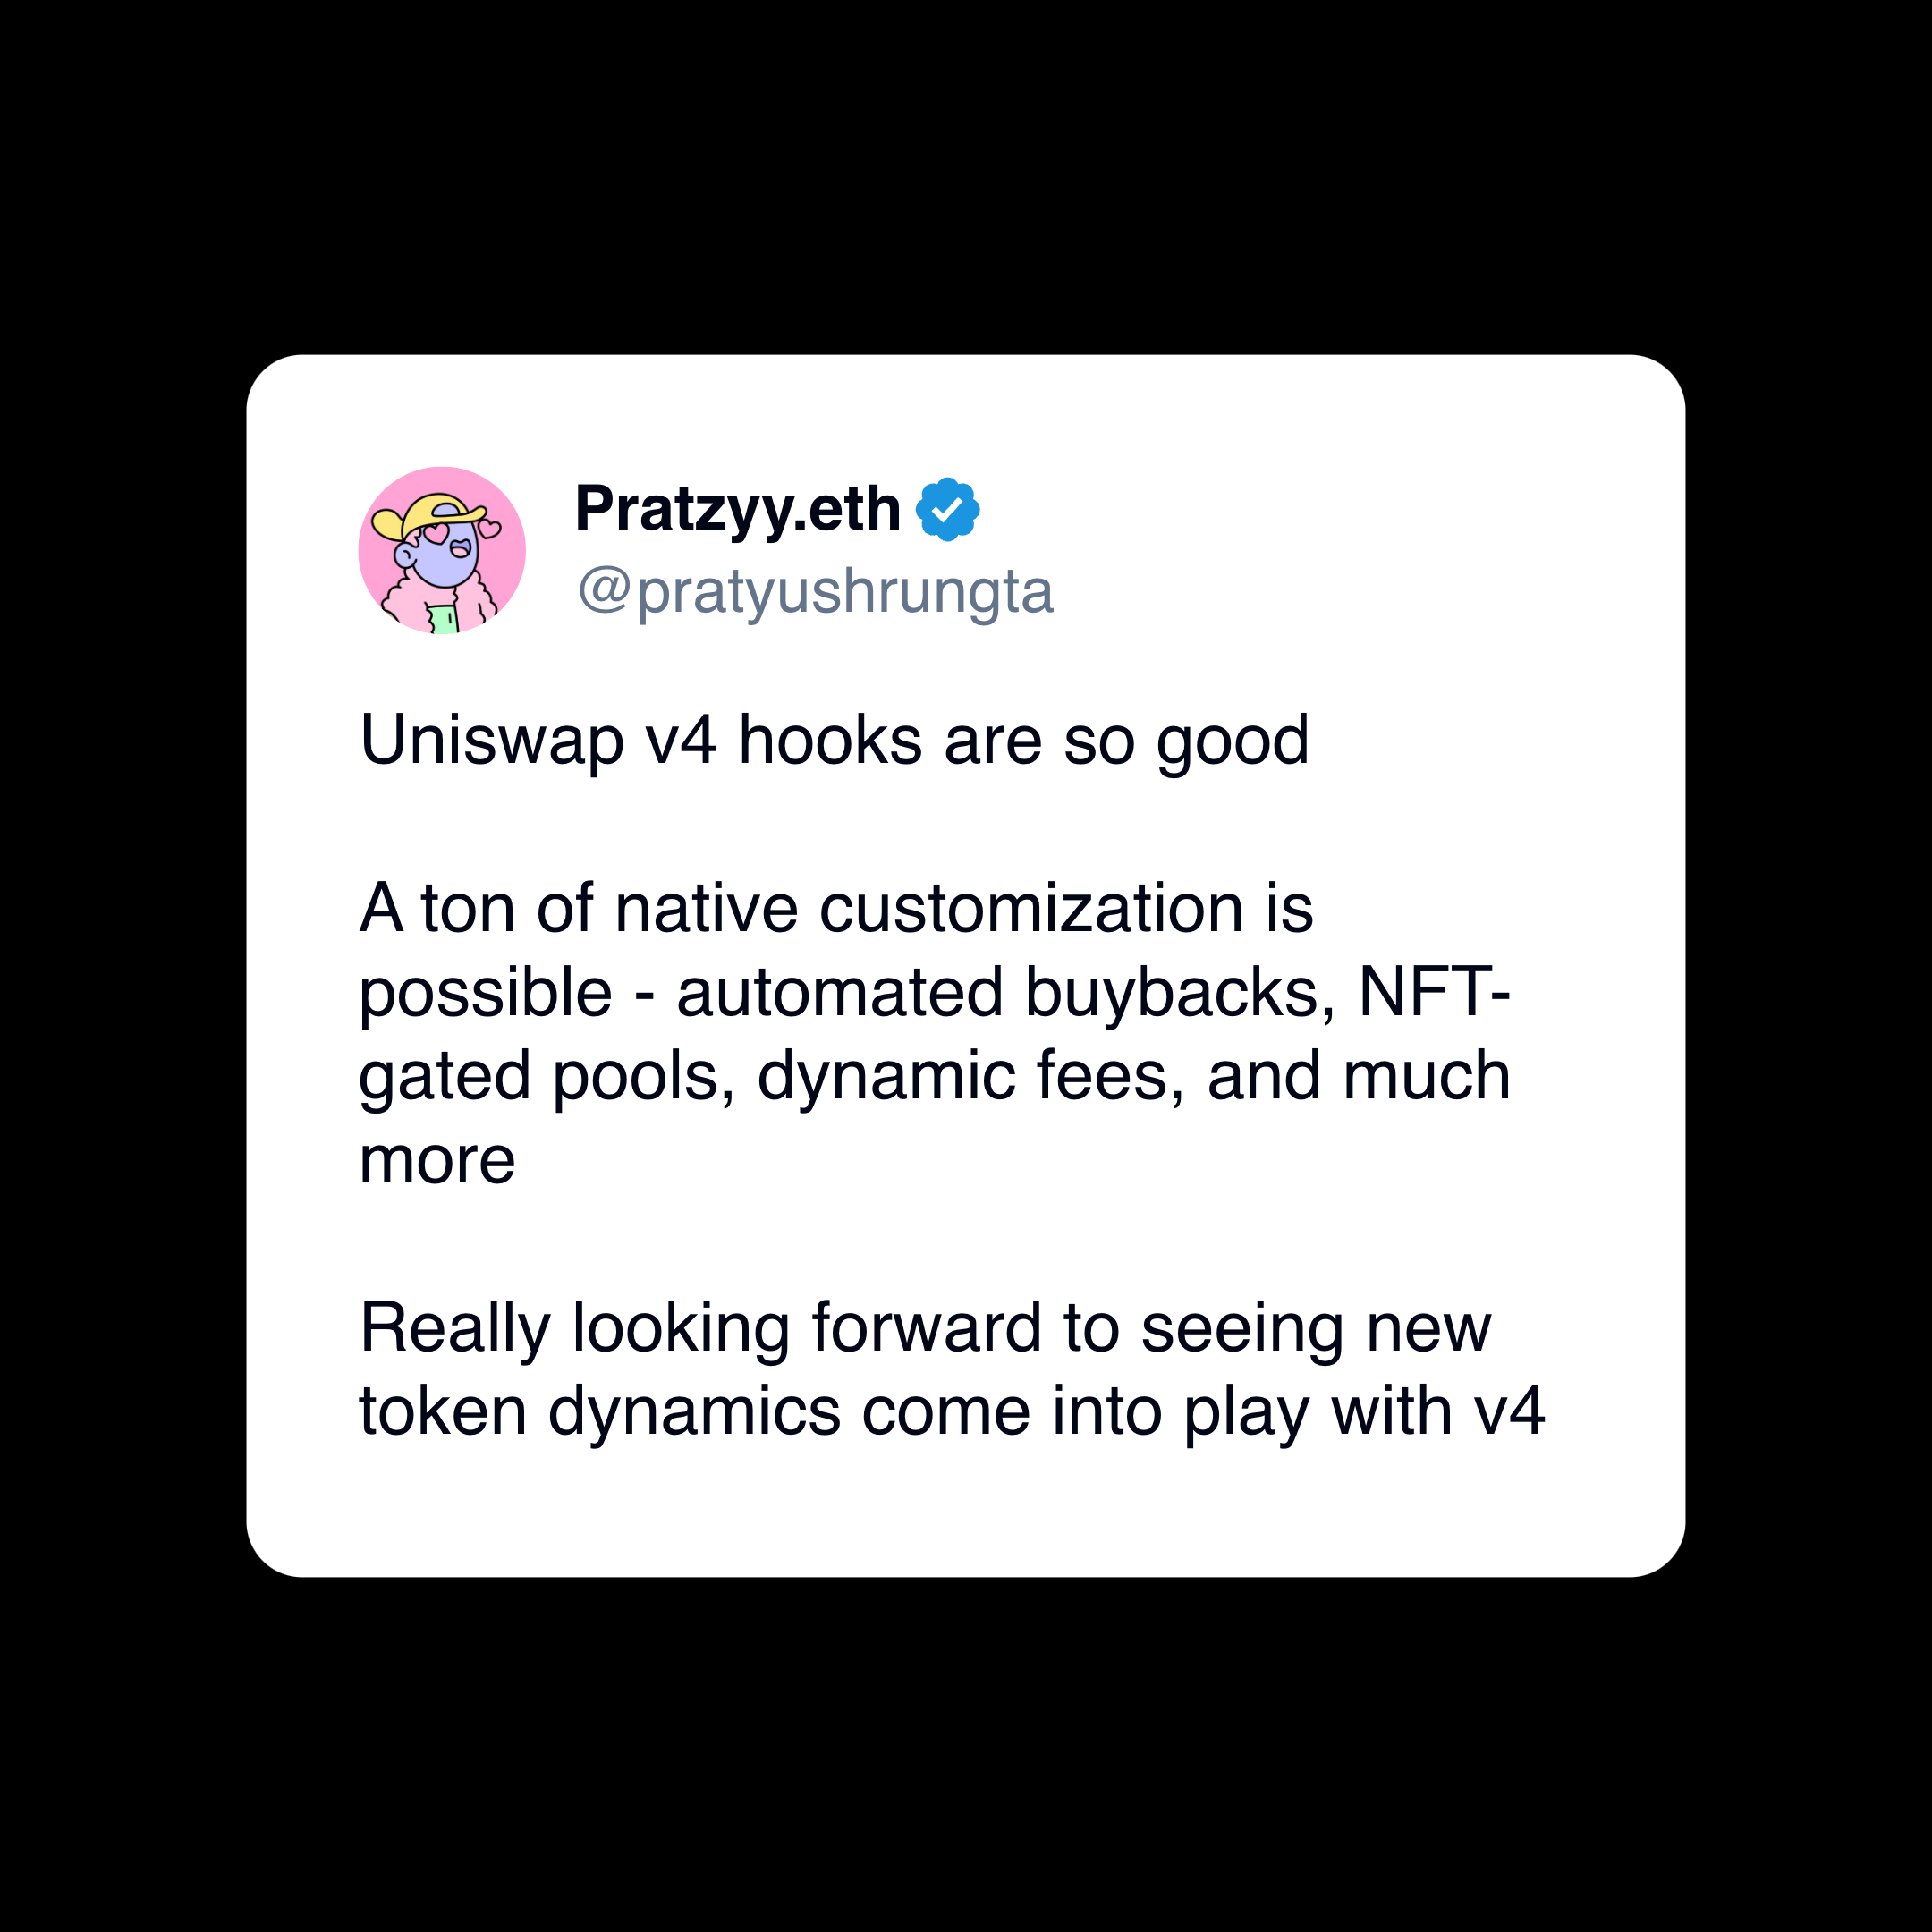 Pratzyy.eth
@pratyushrungta
Uniswap v4 hooks are so good
A ton of native customization is
possible - automated buybacks, NFT-
gated pools, dynamic fees, and much
more
Really looking forward to seeing new
token dynamics come into play with v4